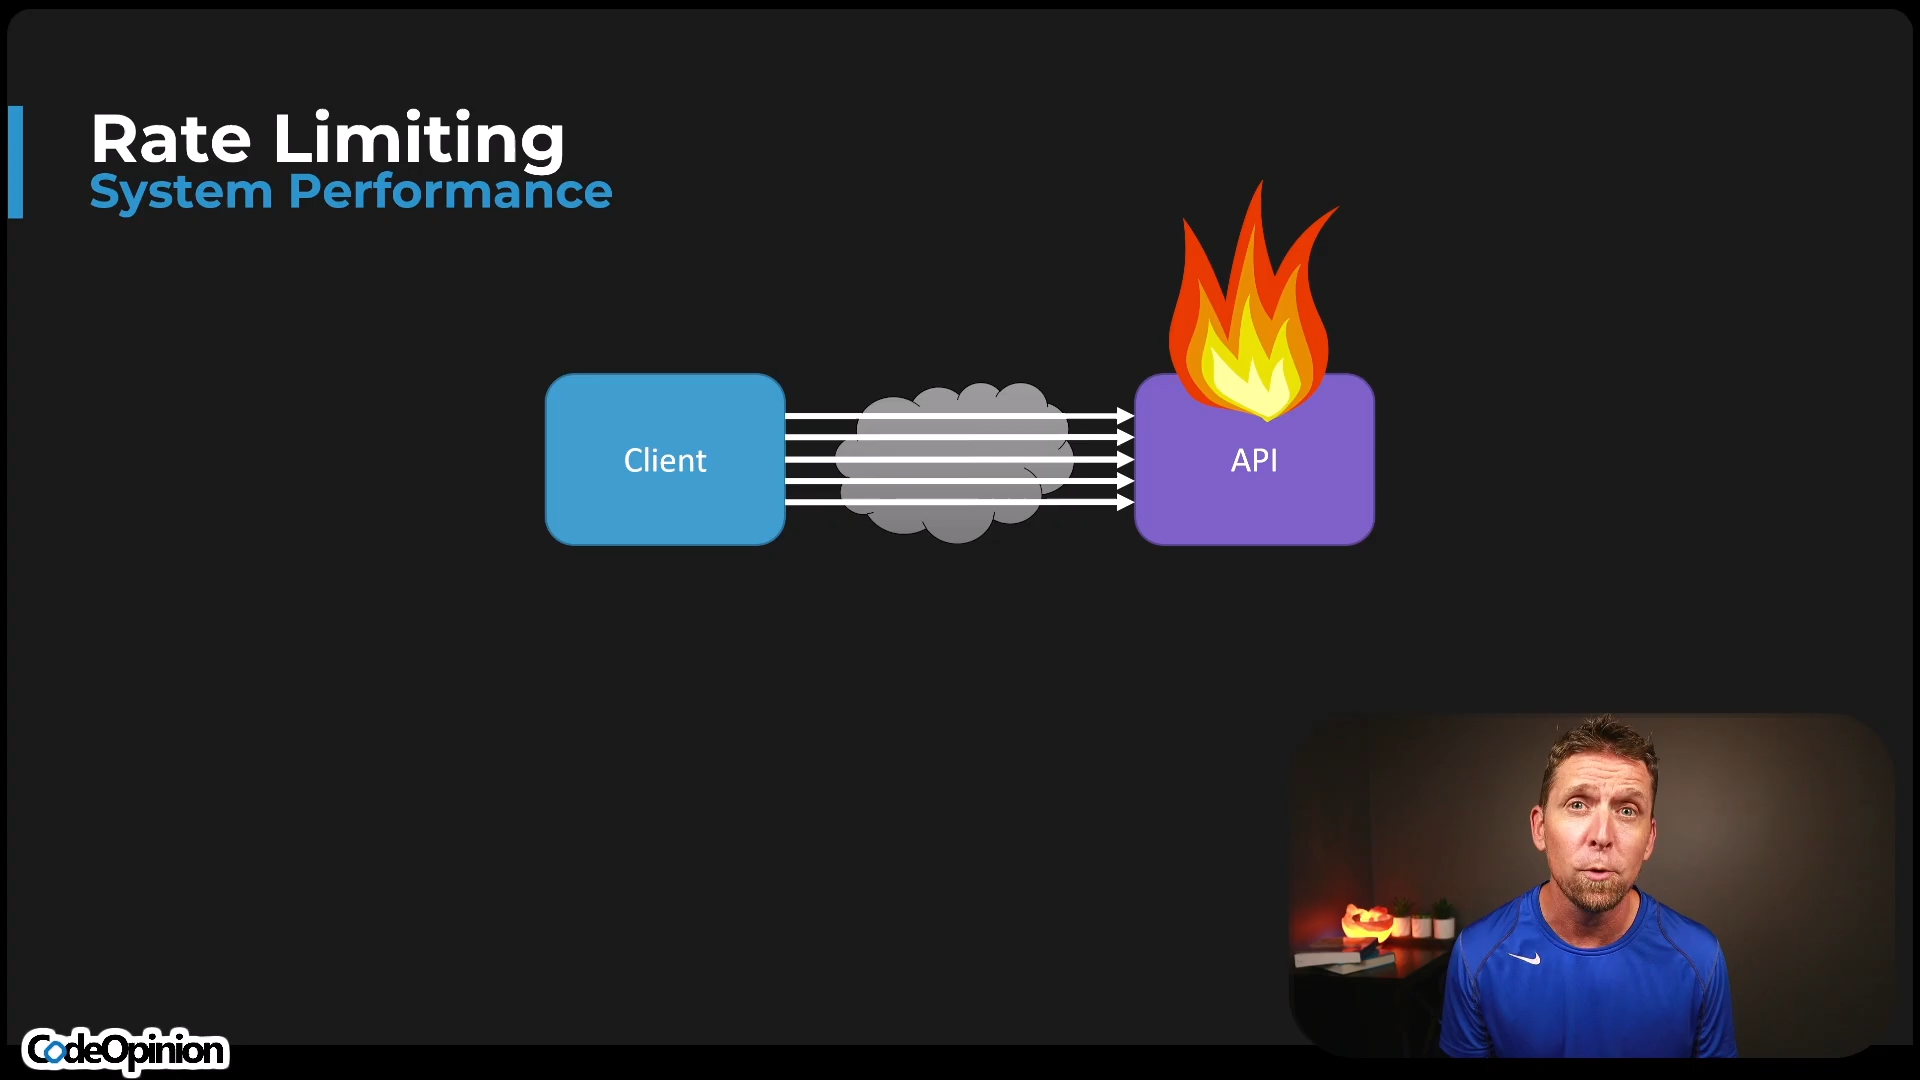 Rate Limiting
System Performance
Client
API
CodeOpinion